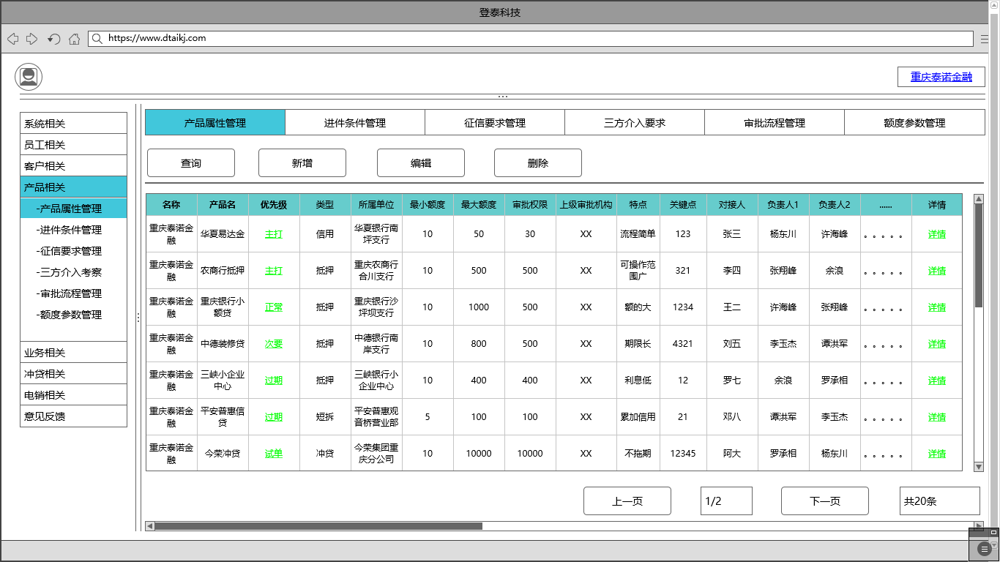 登泰科技
https://www.dtaikj.com
重庆泰诺金融
系统相关
员工相关
客户相关
产品相关
-产品属性管理
-进件条件管理
-征信要求管理
-三方介入考察
-审批流程管理
-额度参数管理
业务相关
冲贷相关
电销相关
意见反馈
产品属性管理 进件条件管理 征信要求管理 三方介入要求 审批流程管理 额度参数管理
查询 新增 编辑 删除
名称 产品名 优先级 类型 所属单位 最小额度 最大额度 审批权限 上级审批机构 特点 关键点 对接人 负责人1 负责人2 ...... 详情
重庆泰诺金融 华夏易达金 主打 信用 华夏银行南坪支行 10 50 30 XX 流程简单 123 张三 杨东川 许海峰 。。。。。 详情
重庆泰诺金融 农商行抵押 主打 抵押 重庆农商行合川支行 10 500 500 XX 可操作范围广 321 李四 张翔峰 余浪 。。。。。 详情
重庆泰诺金融 重庆银行小额贷 正常 抵押 重庆银行沙坪坝支行 10 1000 500 XX 额的大 1234 王二 许海峰 张翔峰 。。。。。 详情
重庆泰诺金融 中德装修贷 次要 抵押 中德银行南岸支行 10 800 500 XX 期限长 4321 刘五 李玉杰 谭洪军 。。。。。 详情
重庆泰诺金融 三峡小企业中心 过期 抵押 三峡银行小企业中心 10 400 400 XX 利息低 12 罗七 余浪 罗承相 。。。。。 详情
重庆泰诺金融 平安普惠信贷 过期 短拆 平安普惠观音桥营业部 5 100 100 XX 累加信用 21 邓八 谭洪军 李玉杰 。。。。。 详情
重庆泰诺金融 今荣冲贷 试单 冲贷 今荣集团重庆分公司 10 10000 10000 XX 不拖期 12345 阿大 罗承相 杨东川 。。。。。 详情
上一页 1/2 下一页 共20条